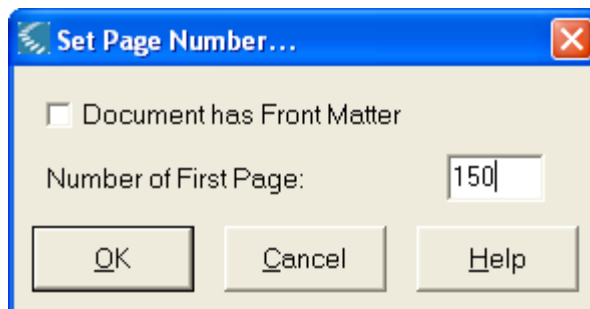 Set Page Number...
Document has Front Matter
Number of First Page: 150
OK Cancel Help